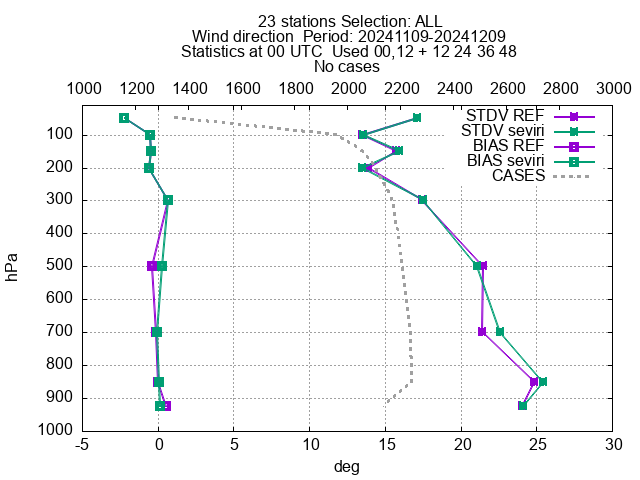 23 stations Selection: ALL
Wind direction  Period: 20241109-20241209
Statistics at 00 UTC  Used 00,12 + 12 24 36 48
No cases
1000 1200 1400 1600 1800 2000 2200 2400 2600 2800 3000
STDV REF
STDV seviri
BIAS REF
BIAS seviri
CASES
100
200
300
400
500
600
700
800
900
1000
hPa
-5 0 5 10 15 20 25 30
deg